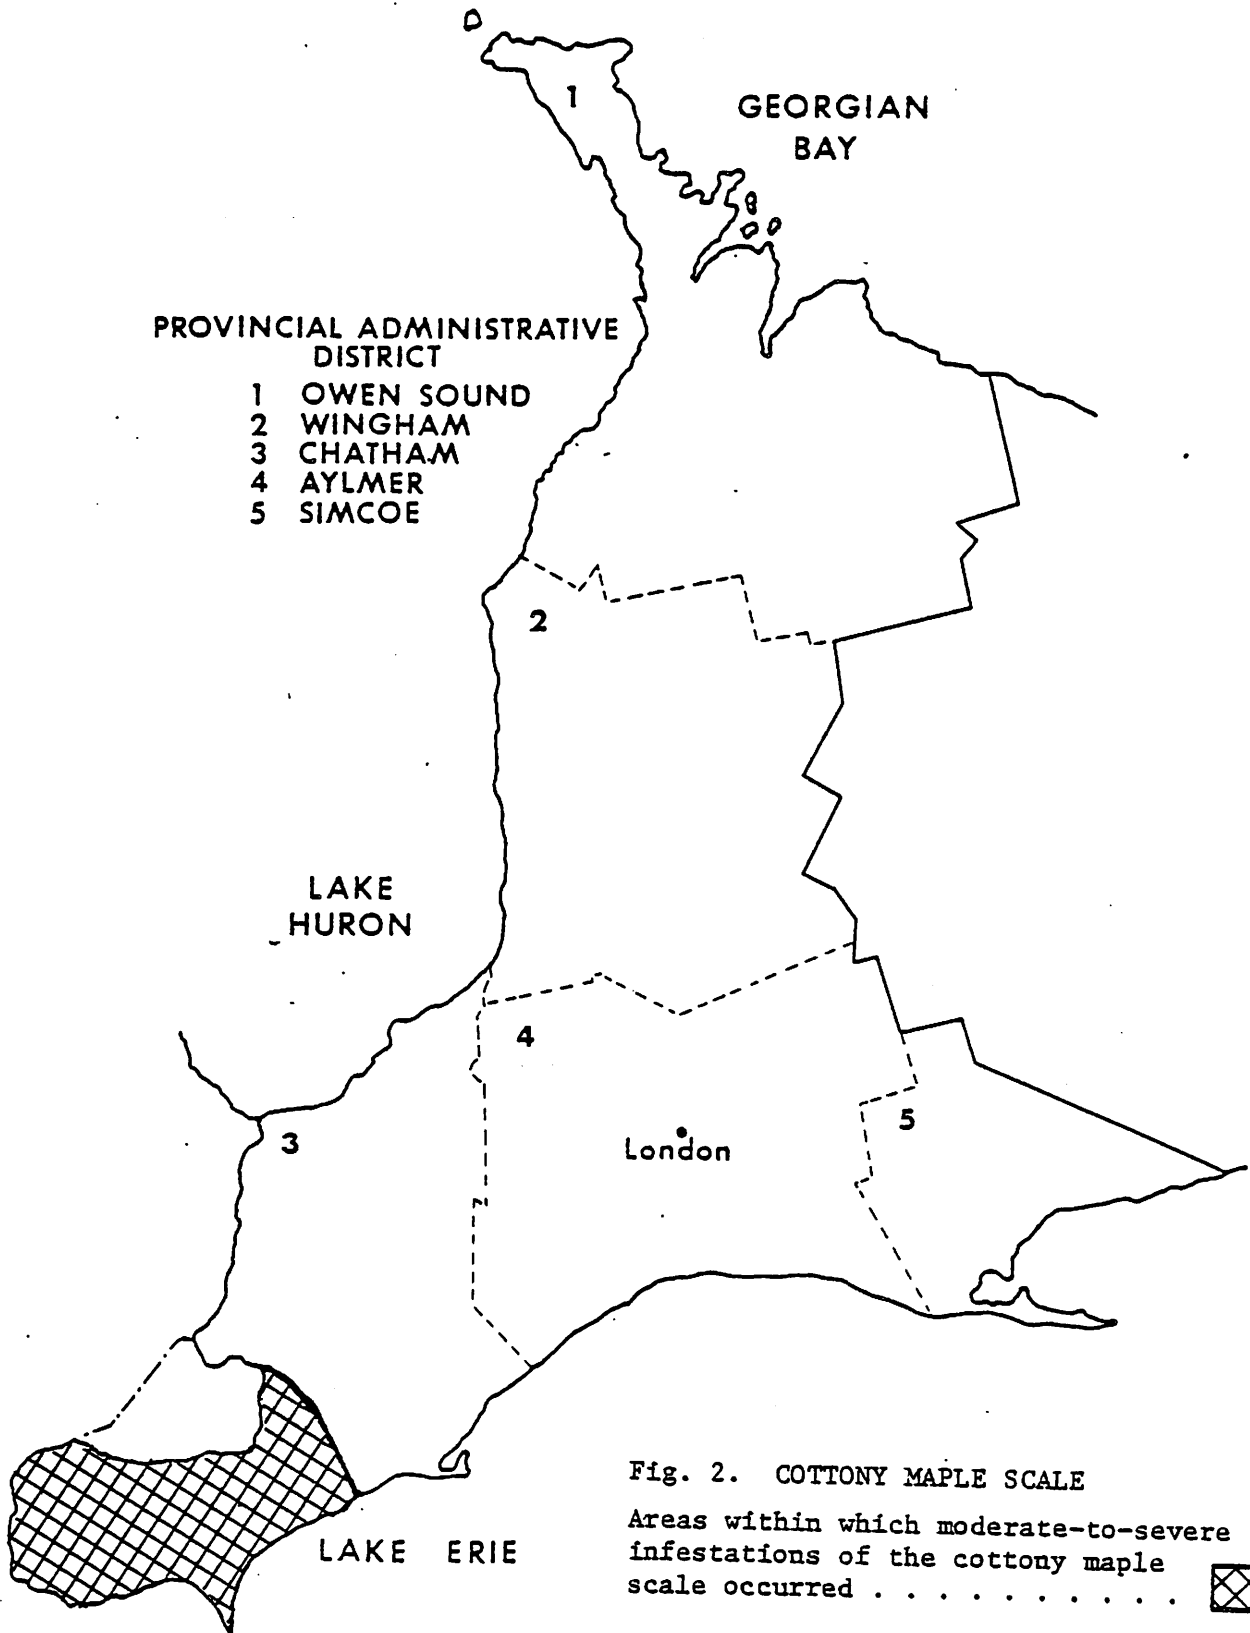 1
GEORGIAN
BAY
PROVINCIAL ADMINISTRATIVE
DISTRICT
1 OWEN SOUND
2 WINGHAM
3 CHATHAM
4 AYLMER
5 SIMCOE
2
LAKE
HURON
4
5
3
London
LAKE ERIE
Fig. 2. COTTONY MAPLE SCALE
Areas within which moderate-to-severe
infestations of the cottony maple
scale occurred . . . . . . . . . .